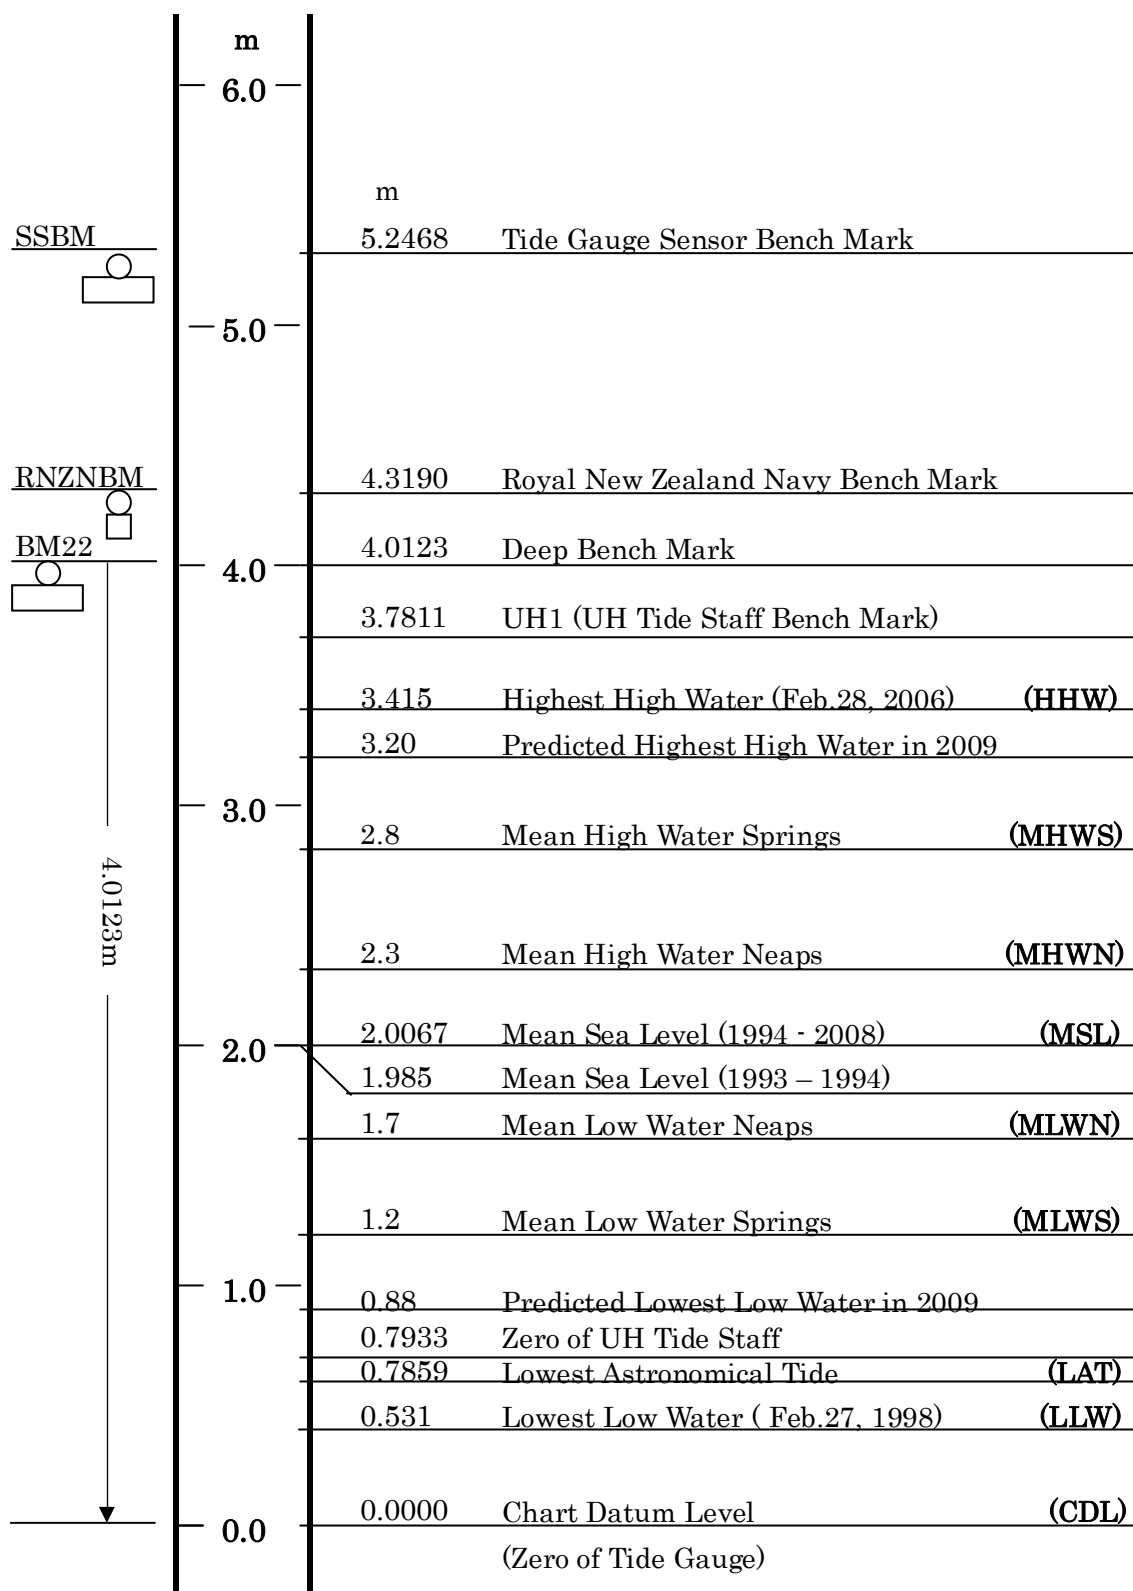 m
6.0
m
SSBM
5.2468 Tide Gauge Sensor Bench Mark
5.0
RNZNBM
4.3190 Royal New Zealand Navy Bench Mark
BM22
4.0123 Deep Bench Mark
4.0
3.7811 UH1 (UH Tide Staff Bench Mark)
3.415 Highest High Water (Feb.28, 2006) (HHW)
3.20 Predicted Highest High Water in 2009
3.0
2.8 Mean High Water Springs (MHWS)
4.0123m
2.3 Mean High Water Neaps (MHWN)
2.0067 Mean Sea Level (1994 - 2008) (MSL)
2.0
1.985 Mean Sea Level (1993 – 1994)
1.7 Mean Low Water Neaps (MLWN)
1.2 Mean Low Water Springs (MLWS)
1.0
0.88 Predicted Lowest Low Water in 2009
0.7933 Zero of UH Tide Staff
0.7859 Lowest Astronomical Tide (LAT)
0.531 Lowest Low Water ( Feb.27, 1998) (LLW)
0.0000 Chart Datum Level (CDL)
0.0
(Zero of Tide Gauge)